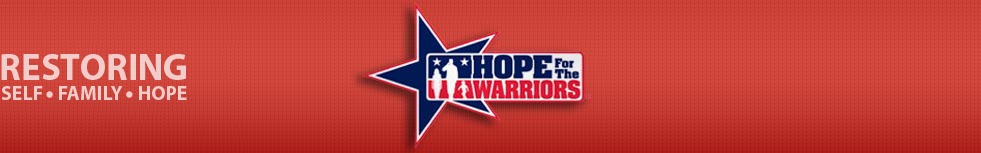 RESTORING
SELF • FAMILY • HOPE
HOPE For The
WARRIORS